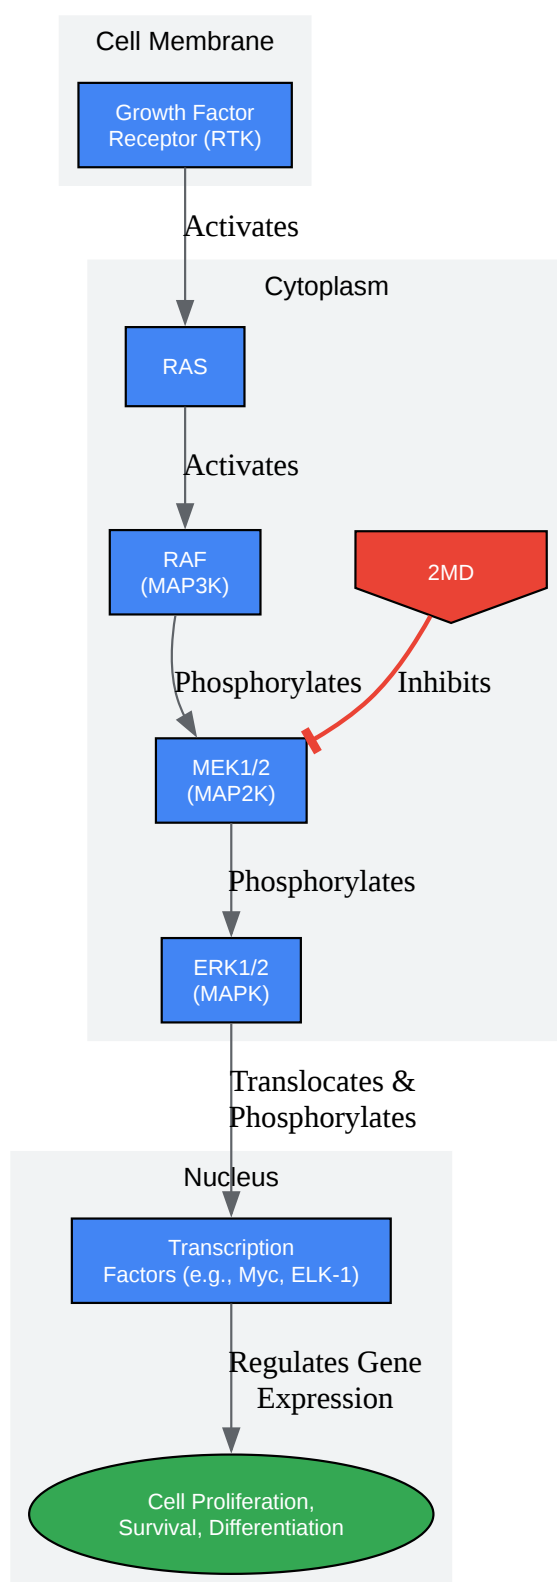 Cell Membrane
Growth Factor
Receptor (RTK)
Activates
Cytoplasm
RAS
Activates
RAF
(MAP3K)
2MD
Phosphorylates
Inhibits
MEK1/2
(MAP2K)
Phosphorylates
ERK1/2
(MAPK)
Translocates &
Phosphorylates
Nucleus
Transcription
Factors (e.g., Myc, ELK-1)
Regulates Gene
Expression
Cell Proliferation,
Survival, Differentiation